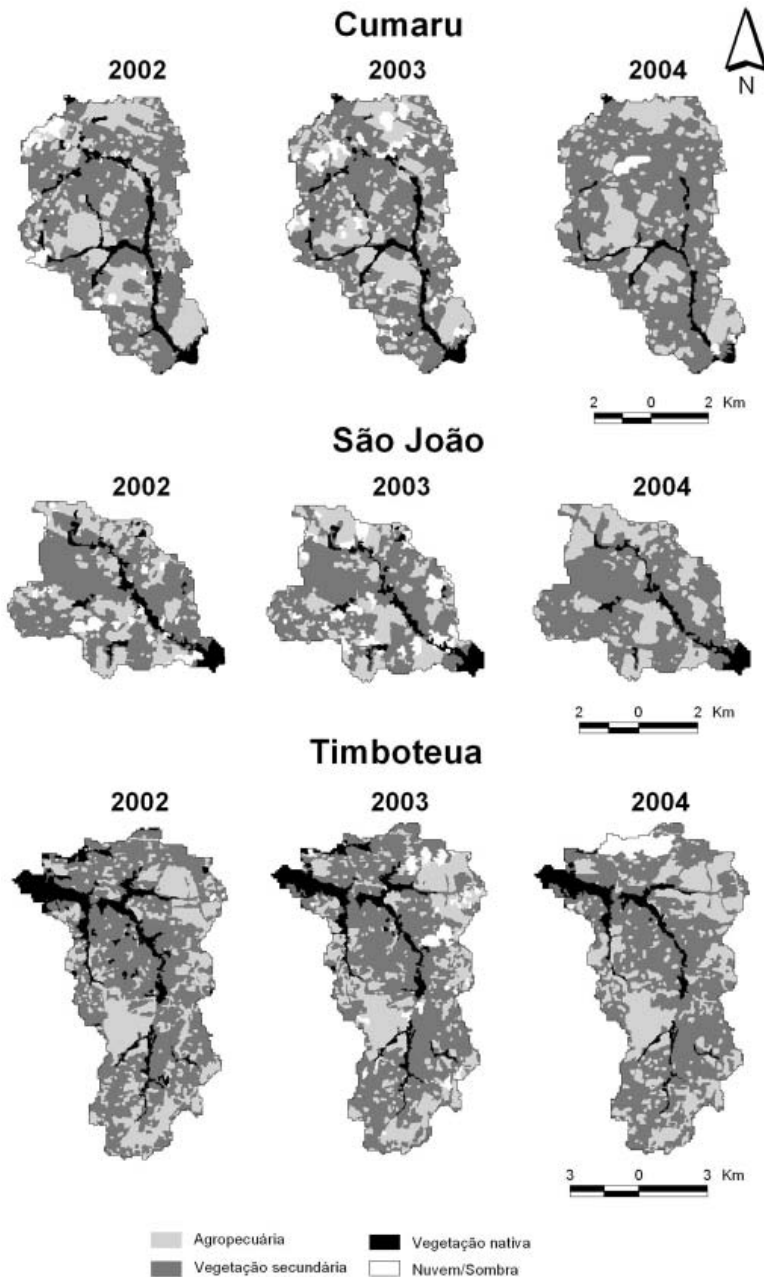 Cumaru
N
2002 2003 2004
2 0 2 Km
São João
2002 2003 2004
2 0 2 Km
Timboteua
2002 2003 2004
3 0 3 Km
Agropecuária Vegetação nativa
Vegetação secundária Nuvem/Sombra